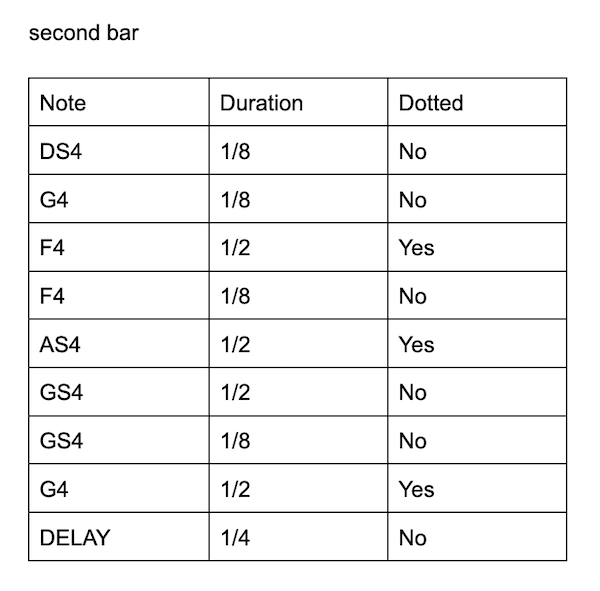 second bar
Note Duration Dotted
DS4 1/8 No
G4 1/8 No
F4 1/2 Yes
F4 1/8 No
AS4 1/2 Yes
GS4 1/2 No
GS4 1/8 No
G4 1/2 Yes
DELAY 1/4 No